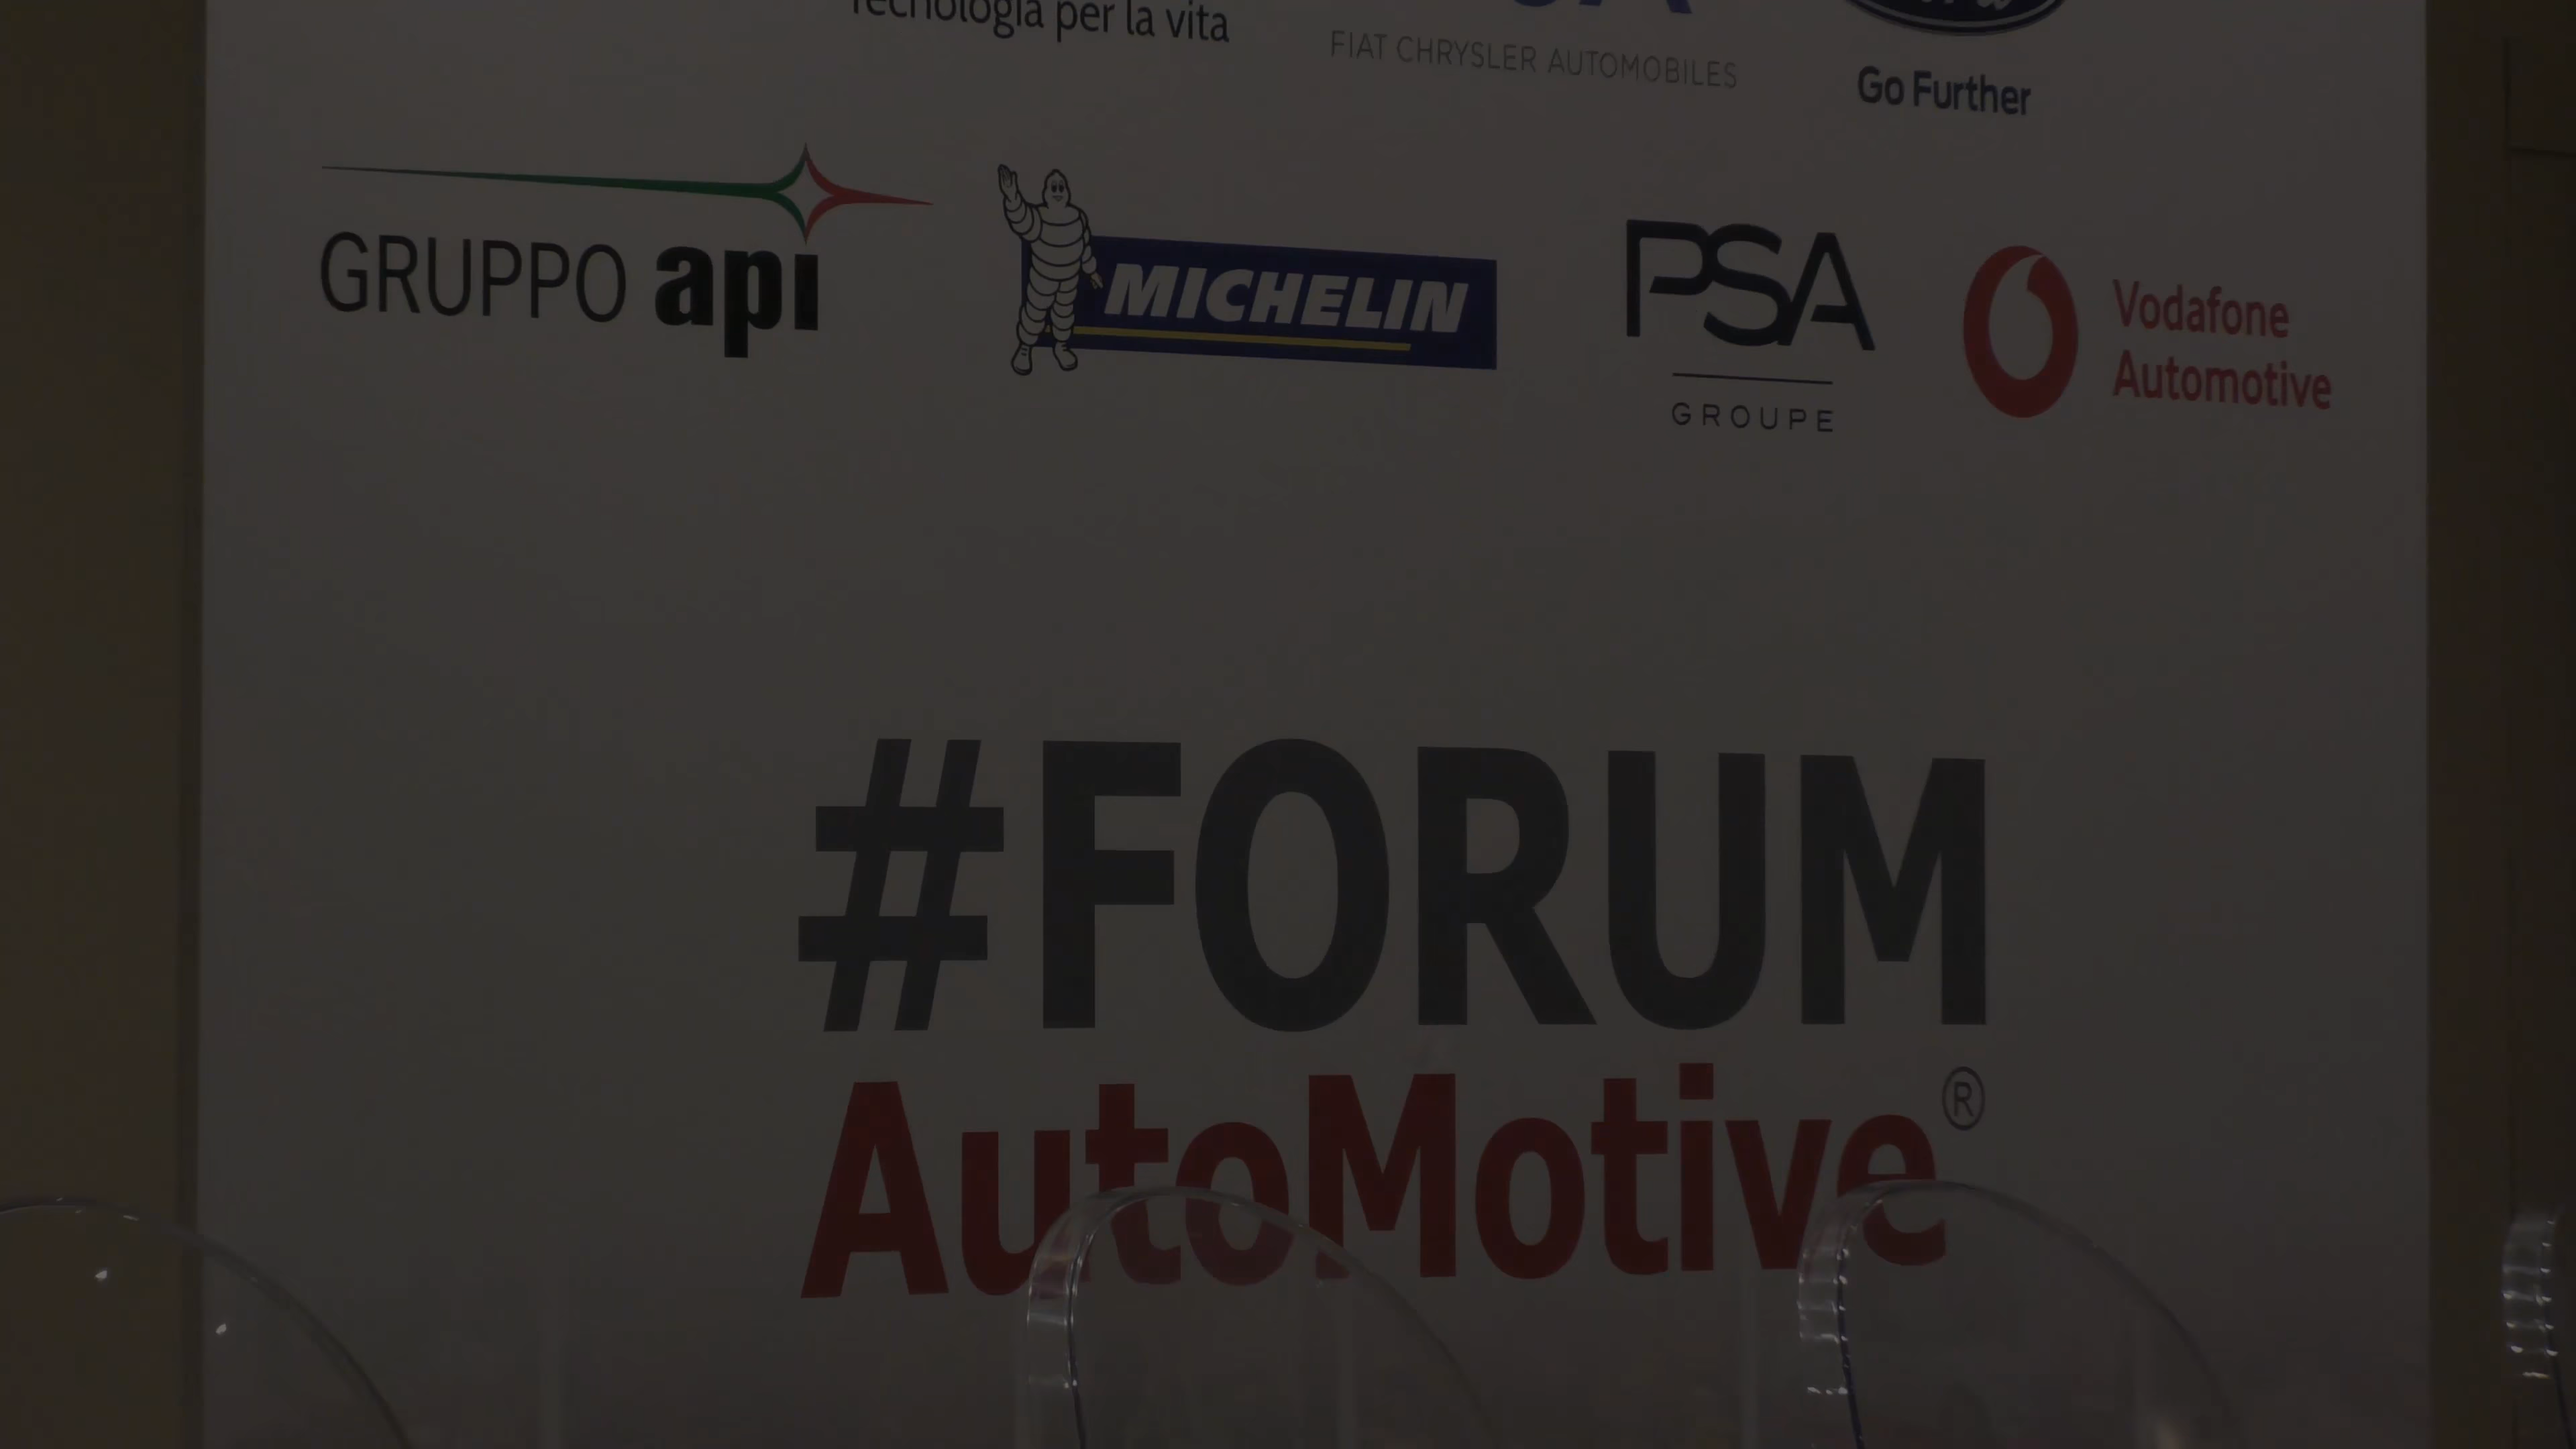 Tecnologia per la vita
FIAT CHRYSLER AUTOMOBILES
Go Further
GRUPPO api
MICHELIN
PSA
GROUPE
Vodafone
Automotive
#FORUM
AutoMotive®